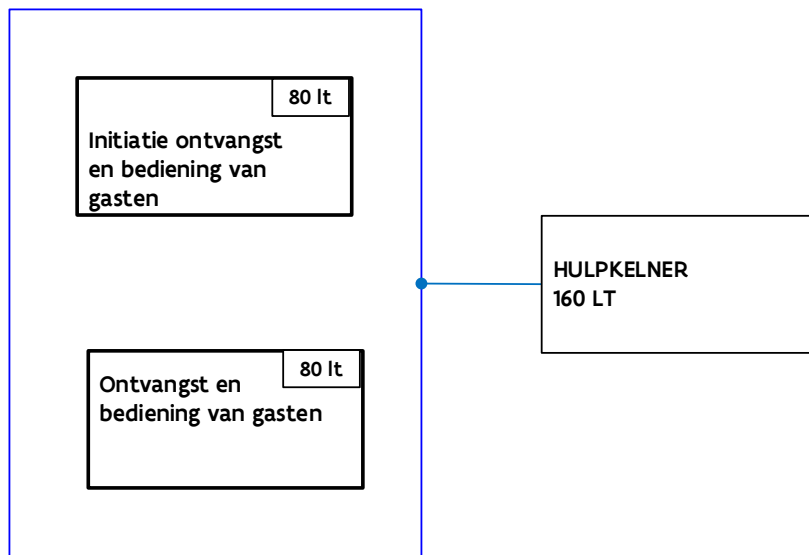 80 lt
Initiatie ontvangst
en bediening van
gasten
HULPKELNER
160 LT
80 lt
Ontvangst en
bediening van gasten